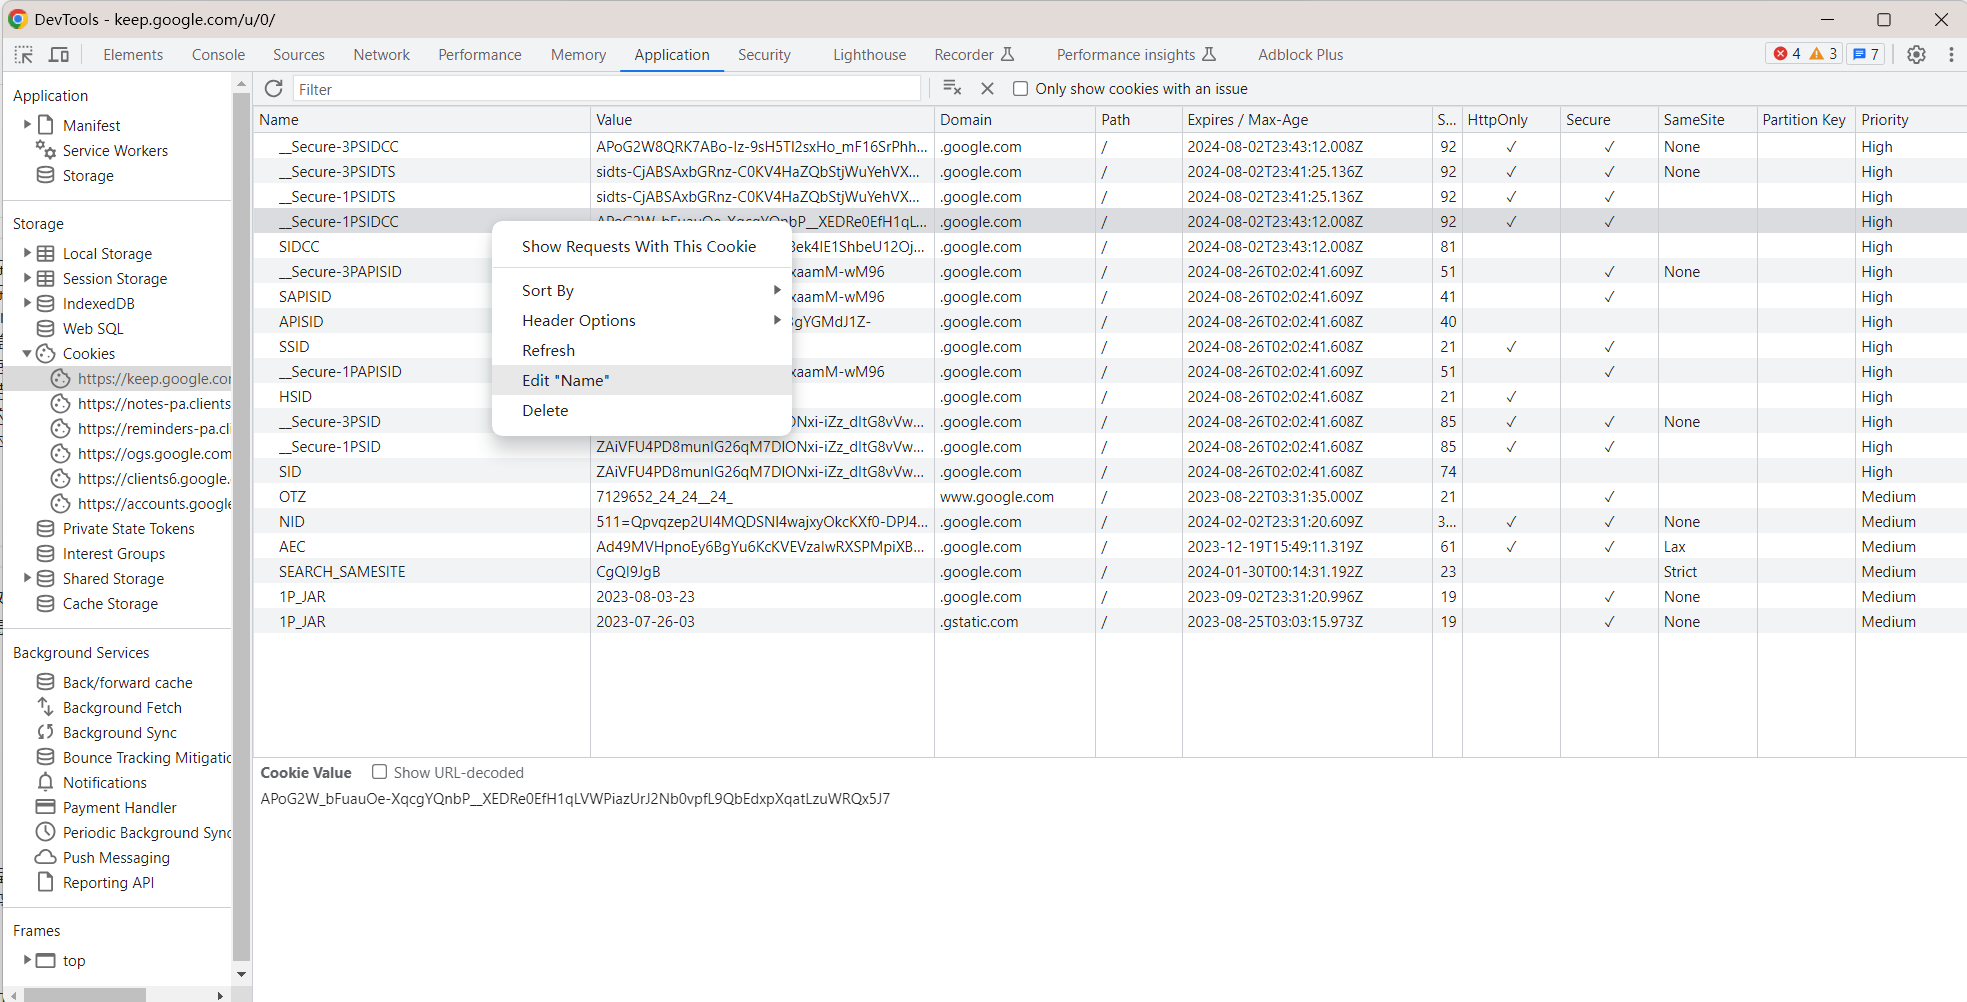 DevTools - keep.google.com/u/0/
Elements Console Sources Network Performance Memory Application Security Lighthouse Recorder Performance insights Adblock Plus 4 3 7
Application
Manifest
Service Workers
Storage
Storage
Local Storage
Session Storage
IndexedDB
Web SQL
Cookies
https://keep.google.co
https://notes-pa.clients
https://reminders-pa.cli
https://ogs.google.com
https://clients6.google.
https://accounts.google
Private State Tokens
Interest Groups
Shared Storage
Cache Storage
Background Services
Back/forward cache
Background Fetch
Background Sync
Bounce Tracking Mitigatic
Notifications
Payment Handler
Periodic Background Sync
Push Messaging
Reporting API
Frames
top
Filter Only show cookies with an issue
Name Value Domain Path Expires / Max-Age S... HttpOnly Secure SameSite Partition Key Priority
__Secure-3PSIDCC APoG2W8QRK7ABo-Iz-9sH5TI2sxHo_mF16SrPhh... .google.com / 2024-08-02T23:43:12.008Z 92 ✓ ✓ None High
__Secure-3PSIDTS sidts-CjABSAxbGRnz-C0KV4HaZQbStjWuYehVX... .google.com / 2024-08-02T23:41:25.136Z 92 ✓ ✓ None High
__Secure-1PSIDTS sidts-CjABSAxbGRnz-C0KV4HaZQbStjWuYehVX... .google.com / 2024-08-02T23:41:25.136Z 92 ✓ ✓ High
__Secure-1PSIDCC APoG2W_bFuauOe-XqcgYQnbP__XEDRe0EfH1qL... .google.com / 2024-08-02T23:43:12.008Z 92 ✓ ✓ High
SIDCC 3ek4IE1ShbeU12Oj... .google.com / 2024-08-02T23:43:12.008Z 81 High
__Secure-3PAPISID xaamM-wM96 .google.com / 2024-08-26T02:02:41.609Z 51 ✓ None High
SAPISID xaamM-wM96 .google.com / 2024-08-26T02:02:41.609Z 41 ✓ High
APISID 3gYGMdJ1Z- .google.com / 2024-08-26T02:02:41.608Z 40 High
SSID .google.com / 2024-08-26T02:02:41.608Z 21 ✓ ✓ High
__Secure-1PAPISID xaamM-wM96 .google.com / 2024-08-26T02:02:41.609Z 51 ✓ High
HSID .google.com / 2024-08-26T02:02:41.608Z 21 ✓ High
__Secure-3PSID ONxi-iZz_dItG8vVw... .google.com / 2024-08-26T02:02:41.608Z 85 ✓ ✓ None High
__Secure-1PSID ZAiVFU4PD8munIG26qM7DIONxi-iZz_dItG8vVw... .google.com / 2024-08-26T02:02:41.608Z 85 ✓ ✓ High
SID ZAiVFU4PD8munIG26qM7DIONxi-iZz_dItG8vVw... .google.com / 2024-08-26T02:02:41.608Z 74 High
OTZ 7129652_24_24__24_ www.google.com / 2023-08-22T03:31:35.000Z 21 ✓ Medium
NID 511=Qpvqzep2UI4MQDSNI4wajxyOkcKXf0-DPJ4... .google.com / 2024-02-02T23:31:20.609Z 3... ✓ ✓ None Medium
AEC Ad49MVHpnoEy6BgYu6KcKVEVzaIwRXSPMpiXB... .google.com / 2023-12-19T15:49:11.319Z 61 ✓ ✓ Lax Medium
SEARCH_SAMESITE CgQI9JgB .google.com / 2024-01-30T00:14:31.192Z 23 Strict Medium
1P_JAR 2023-08-03-23 .google.com / 2023-09-02T23:31:20.996Z 19 ✓ None Medium
1P_JAR 2023-07-26-03 .gstatic.com / 2023-08-25T03:03:15.973Z 19 ✓ None Medium
Show Requests With This Cookie
Sort By
Header Options
Refresh
Edit "Name"
Delete
Cookie Value Show URL-decoded
APoG2W_bFuauOe-XqcgYQnbP__XEDRe0EfH1qLVWPiazUrJ2Nb0vpfL9QbEdxpXqatLzuWRQx5J7